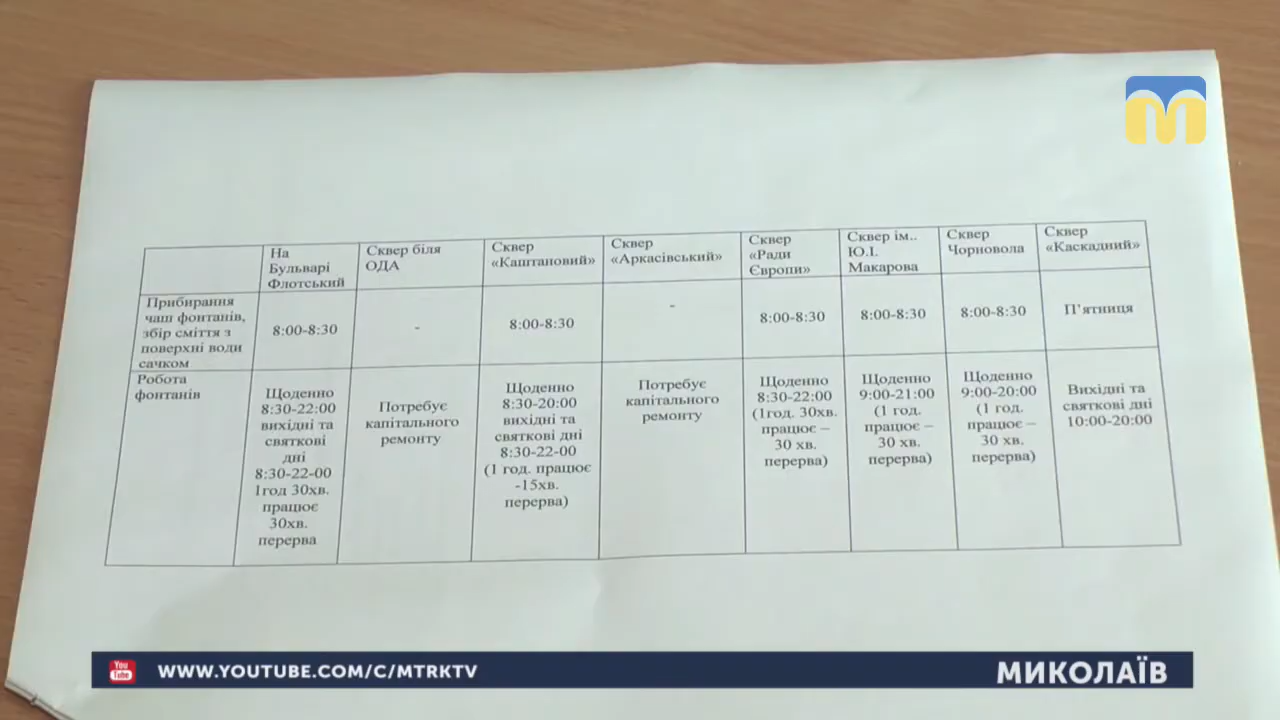 На
Бульварі
Флотський
Сквер біля
ОДА
Сквер
«Каштановий»
Сквер
«Аркасівський»
Сквер
«Ради
Європи»
Сквер ім..
Ю.І.
Макарова
Сквер
Чорновола
Сквер
«Каскадний»
Прибирання
чаш фонтанів,
збір сміття з
поверхні води
сачком
8:00-8:30
-
8:00-8:30
-
8:00-8:30
8:00-8:30
8:00-8:30
П'ятниця
Робота
фонтанів
Щоденно
8:30-22:00
вихідні та
святкові
дні
8:30-22-00
1год 30хв.
працює
30хв.
перерва
Потребує
капітального
ремонту
Щоденно
8:30-20:00
вихідні та
святкові дні
8:30-22-00
(1 год. працює
-15хв.
перерва)
Потребує
капітального
ремонту
Щоденно
8:30-22:00
(1год. 30хв.
працює –
30 хв.
перерва)
Щоденно
9:00-21:00
(1 год.
працює –
30 хв.
перерва)
Щоденно
9:00-20:00
(1 год.
працює –
30 хв.
перерва)
Вихідні та
святкові дні
10:00-20:00
You
Tube
WWW.YOUTUBE.COM/C/MTRKTV
МИКОЛАЇВ